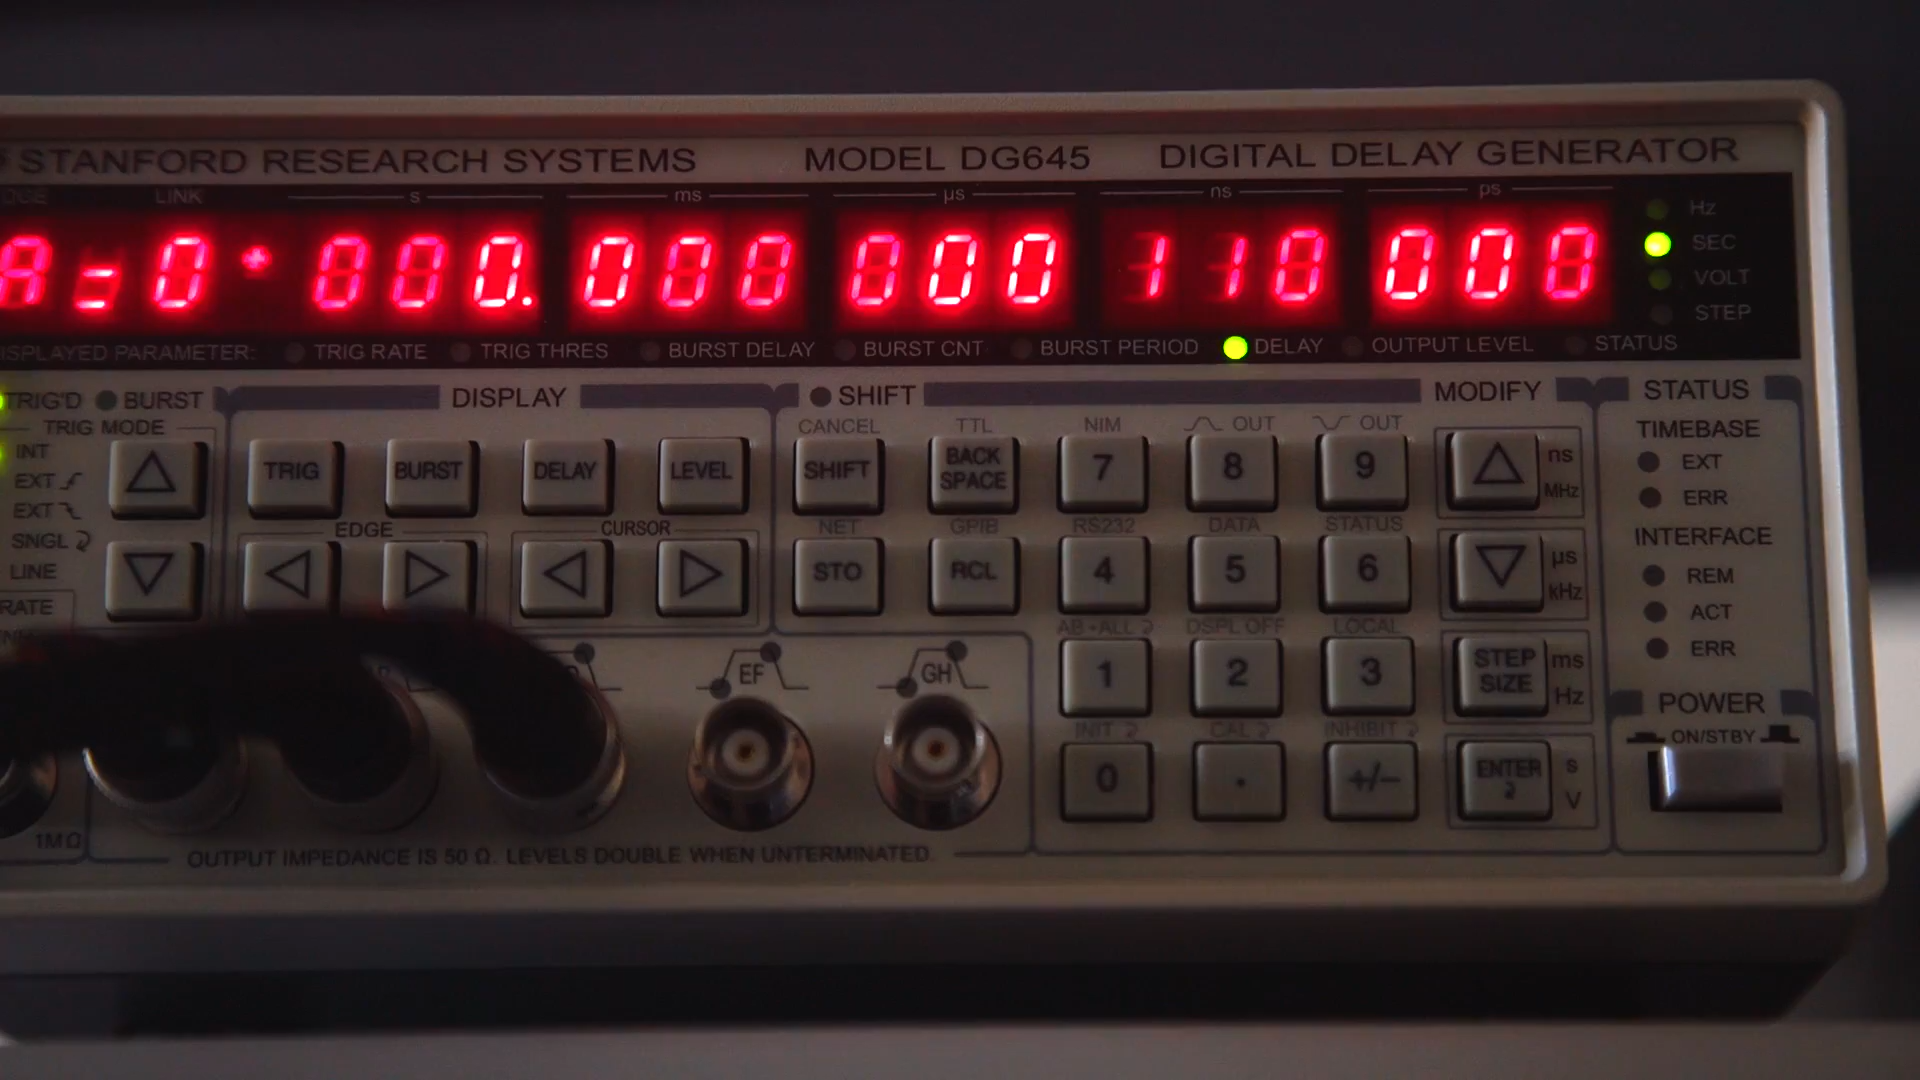 STANFORD RESEARCH SYSTEMS MODEL DG645 DIGITAL DELAY GENERATOR
LINK s ms µs ns ps
A=0+000.000 000 110 000
Hz
SEC
VOLT
STEP
DISPLAYED PARAMETER: TRIG RATE TRIG THRES BURST DELAY BURST CNT BURST PERIOD DELAY OUTPUT LEVEL STATUS
TRIG'D BURST DISPLAY SHIFT MODIFY STATUS
TRIG MODE CANCEL TTL NIM OUT OUT TIMEBASE
INT
EXT
EXT
SNGL
LINE
RATE
TRIG BURST DELAY LEVEL SHIFT BACK SPACE 7 8 9 ns MHz
EXT
ERR
EDGE CURSOR NET GPIB RS232 DATA STATUS
INTERFACE
STO RCL 4 5 6 µs kHz
REM
ACT
ERR
AB-ALL DSPL OFF LOCAL
EF GH 1 2 3 STEP SIZE ms Hz
POWER
INIT CAL INHIBIT
ON/STBY
0 . +/- ENTER s V
1MΩ
OUTPUT IMPEDANCE IS 50 Ω. LEVELS DOUBLE WHEN UNTERMINATED.